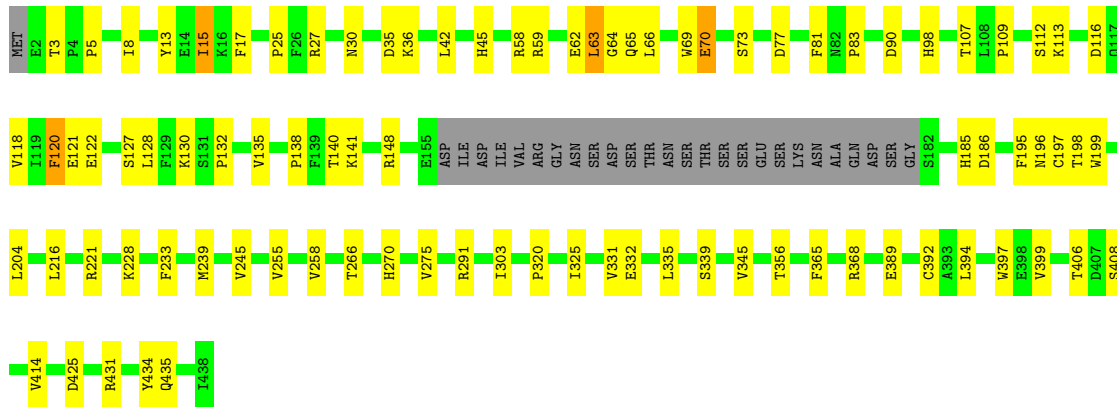 MET E2 T3 P4 P5 I8 Y13 E14 I15 K16 F17 P25 F26 R27 N30 D35 K36 L42 H45 R58 R59 E62 L63 G64 Q65 L66 W69 E70 S73 D77 F81 N82 P83 D90 H98 T107 L108 P109 S112 K113 D116 D117
V118 I119 F120 E121 E122 S127 L128 F129 K130 S131 P132 V135 P138 F139 T140 K141 R148 E155 ASP ILE ASP ILE VAL ARG GLY ASN SER ASP SER THR ASN SER THR SER SER GLU SER LYS ASN ALA GLN ASP SER GLY S182 H185 D186 F195 N196 C197 T198 W199
L204 L216 R221 K228 F233 M239 V245 V255 V258 T266 H270 V275 R291 I303 P320 I325 V331 E332 L335 S339 V345 T356 F365 R368 E389 C392 A393 L394 W397 E398 V399 T406 D407 S408
V414 D425 R431 Y434 Q435 I438